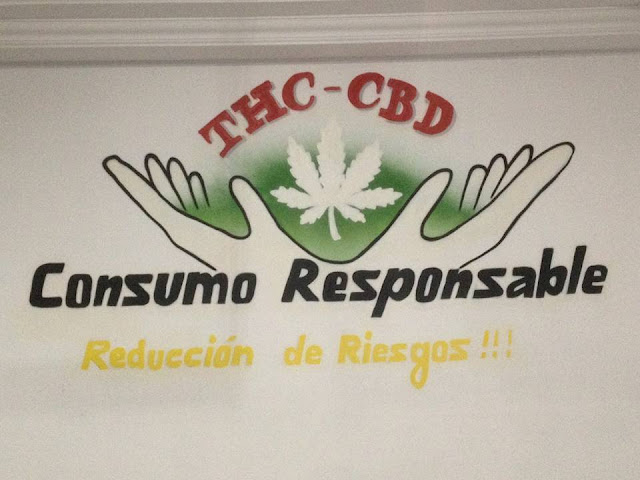 THC-CBD
Consumo Responsable
Reducción de Riesgos!!!